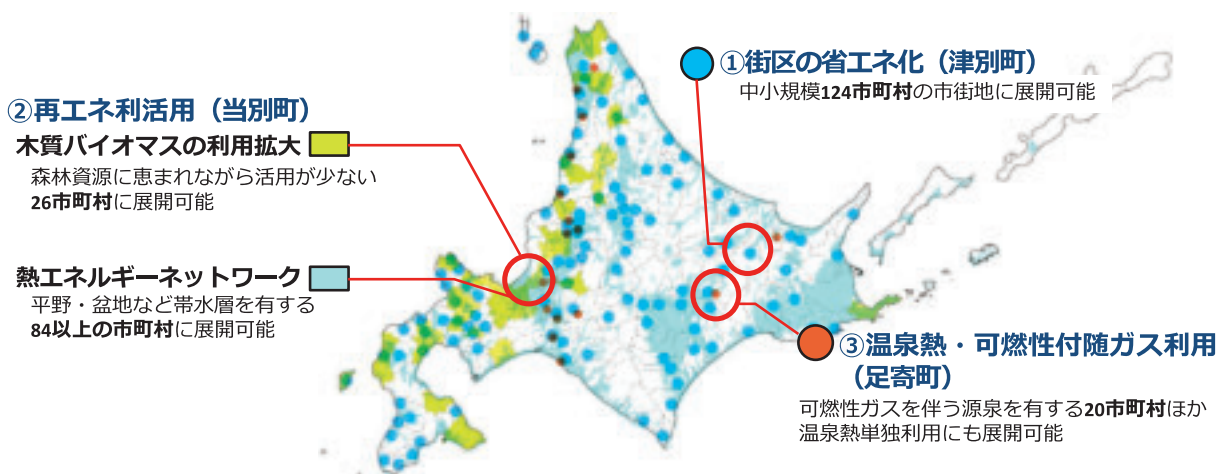 ①街区の省エネ化（津別町）
中小規模124市町村の市街地に展開可能
②再エネ利活用（当別町）
木質バイオマスの利用拡大
森林資源に恵まれながら活用が少ない
26市町村に展開可能
熱エネルギーネットワーク
平野・盆地など帯水層を有する
84以上の市町村に展開可能
③温泉熱・可燃性付随ガス利用
（足寄町）
可燃性ガスを伴う源泉を有する20市町村ほか
温泉熱単独利用にも展開可能